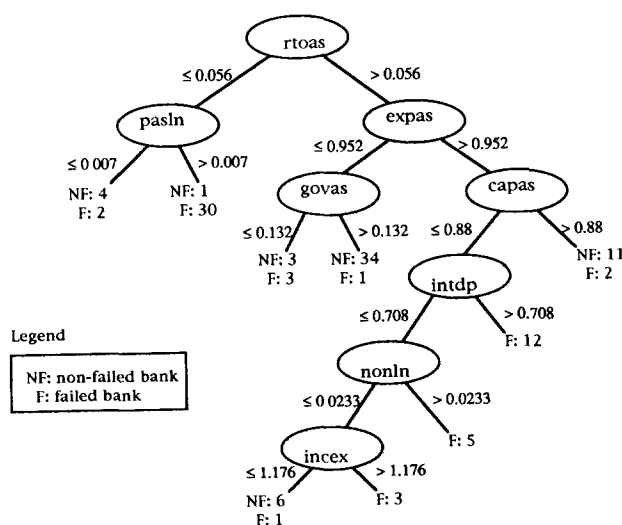 rtoas
≤ 0.056
> 0.056
pasln
expas
≤ 0 007
> 0.007
≤ 0.952
> 0.952
NF: 4
F: 2
NF: 1
F: 30
govas
capas
≤ 0.132
> 0.132
≤ 0.88
> 0.88
NF: 3
F: 3
NF: 34
F: 1
NF: 11
F: 2
intdp
≤ 0.708
> 0.708
F: 12
Legend
NF: non-failed bank
F: failed bank
nonln
≤ 0 0233
> 0.0233
F: 5
incex
≤ 1.176
> 1.176
NF: 6
F: 1
F: 3